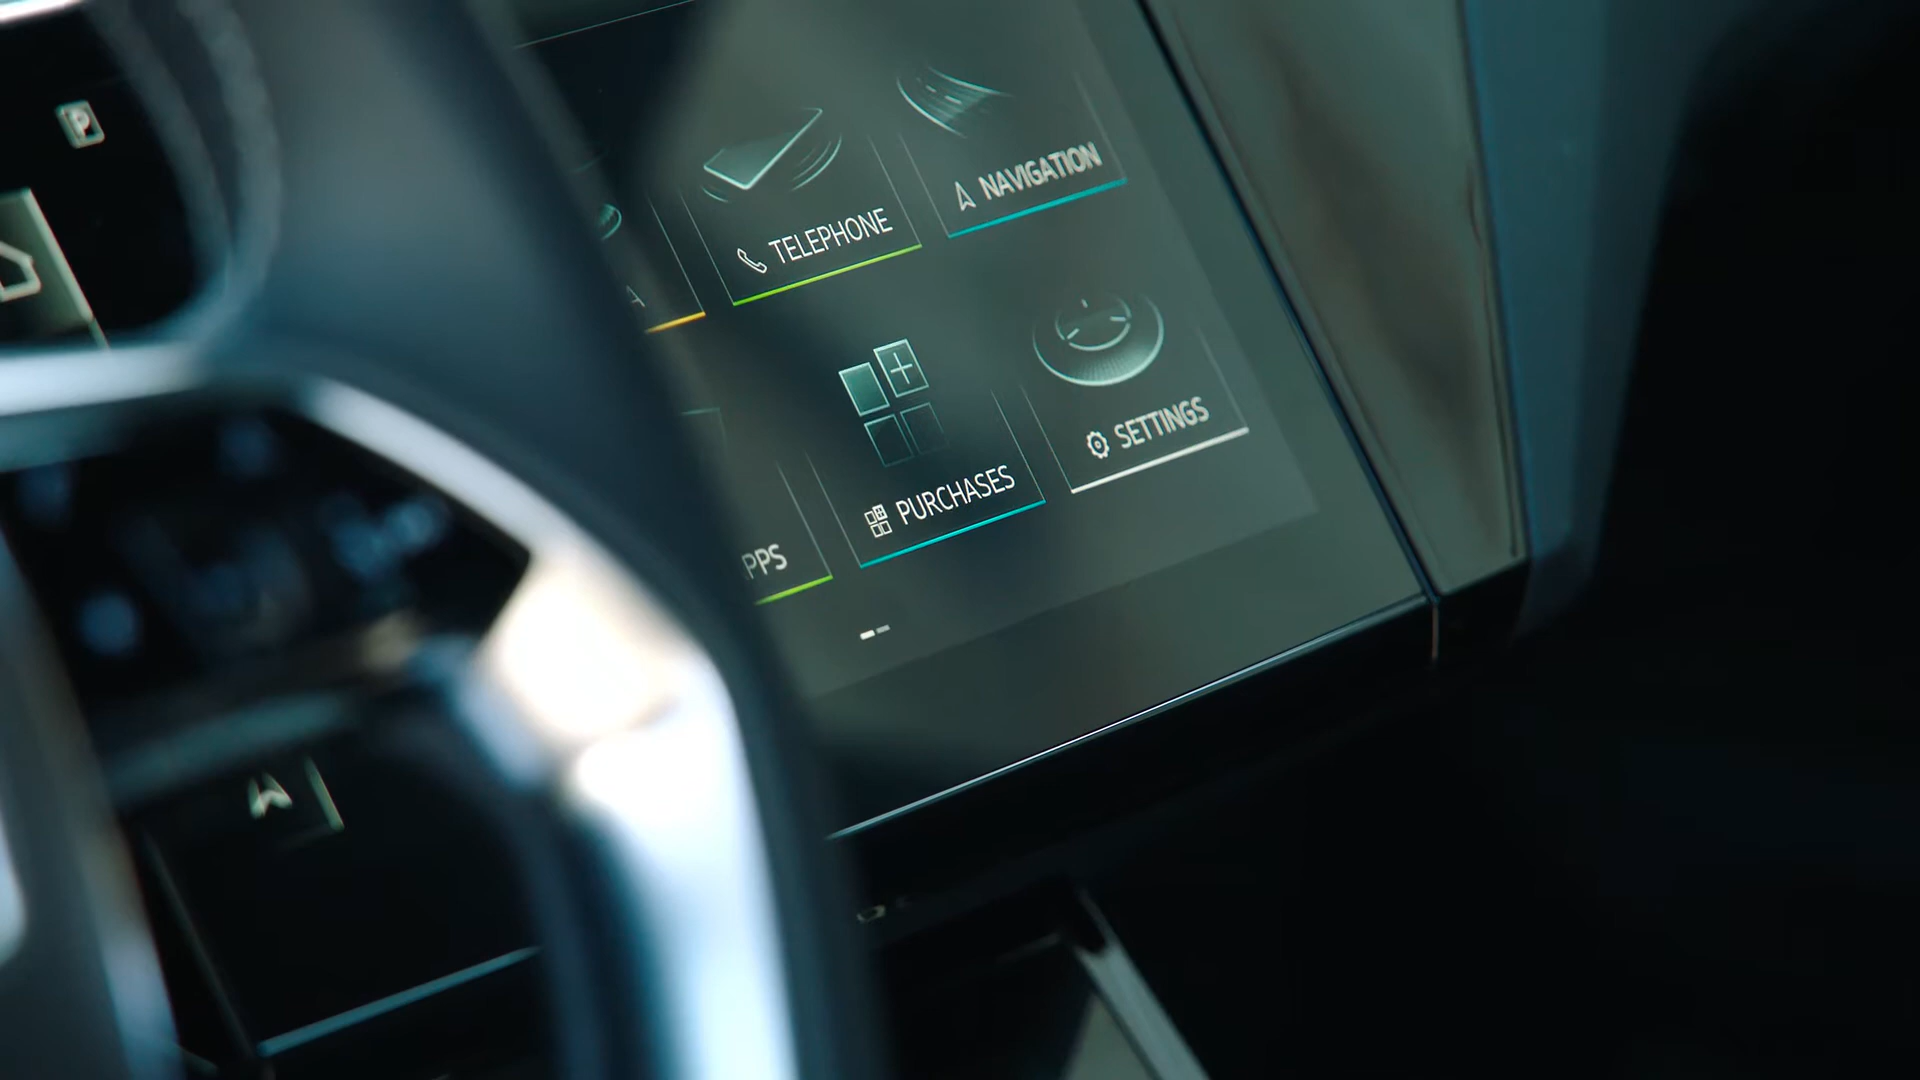 P
TELEPHONE
NAVIGATION
A
PPS
PURCHASES
SETTINGS